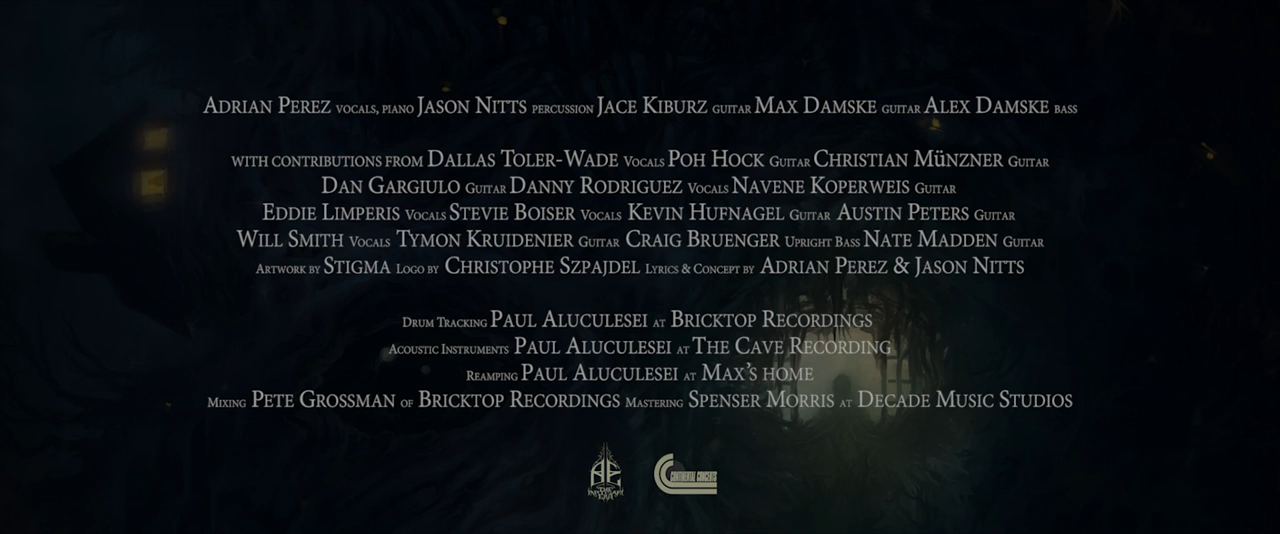 ADRIAN PEREZ VOCALS, PIANO JASON NITTS PERCUSSION JACE KIBURZ GUITAR MAX DAMSKE GUITAR ALEX DAMSKE BASS
WITH CONTRIBUTIONS FROM DALLAS TOLER-WADE VOCALS POH HOCK GUITAR CHRISTIAN MÜNZNER GUITAR
DAN GARGIULO GUITAR DANNY RODRIGUEZ VOCALS NAVENE KOPERWEIS GUITAR
EDDIE LIMPERIS VOCALS STEVIE BOISER VOCALS KEVIN HUFNAGEL GUITAR AUSTIN PETERS GUITAR
WILL SMITH VOCALS TYMON KRUIDENIER GUITAR CRAIG BRUENGER UPRIGHT BASS NATE MADDEN GUITAR
ARTWORK BY STIGMA LOGO BY CHRISTOPHE SZPAJDEL LYRICS & CONCEPT BY ADRIAN PEREZ & JASON NITTS
DRUM TRACKING PAUL ALUCULESEI AT BRICKTOP RECORDINGS
ACOUSTIC INSTRUMENTS PAUL ALUCULESEI AT THE CAVE RECORDING
REAMPING PAUL ALUCULESEI AT MAX'S HOME
MIXING PETE GROSSMAN OF BRICKTOP RECORDINGS MASTERING SPENSER MORRIS AT DECADE MUSIC STUDIOS
CONTINENTAL CONCERTS